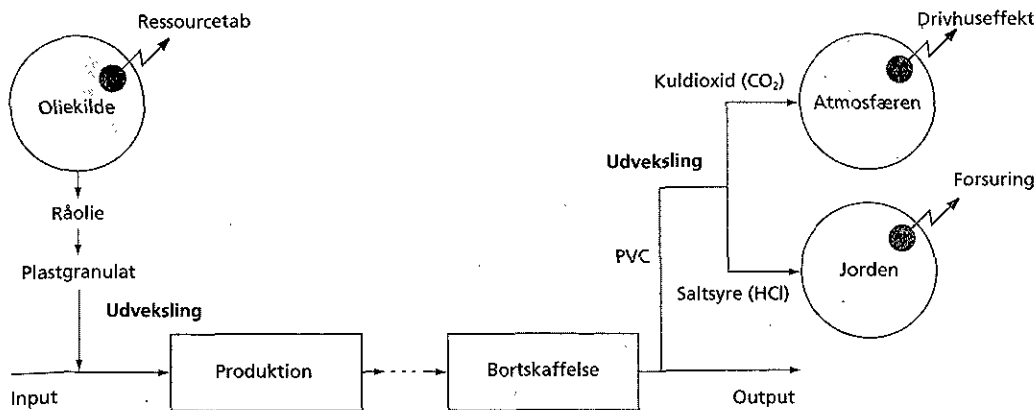 Ressourcetab
Oliekilde
Råolie
Plastgranulat
Udveksling
Input
Produktion
Bortskaffelse
Output
PVC
Udveksling
Kuldioxid (CO₂)
Saltsyre (HCl)
Drivhuseffekt
Atmosfæren
Forsuring
Jorden